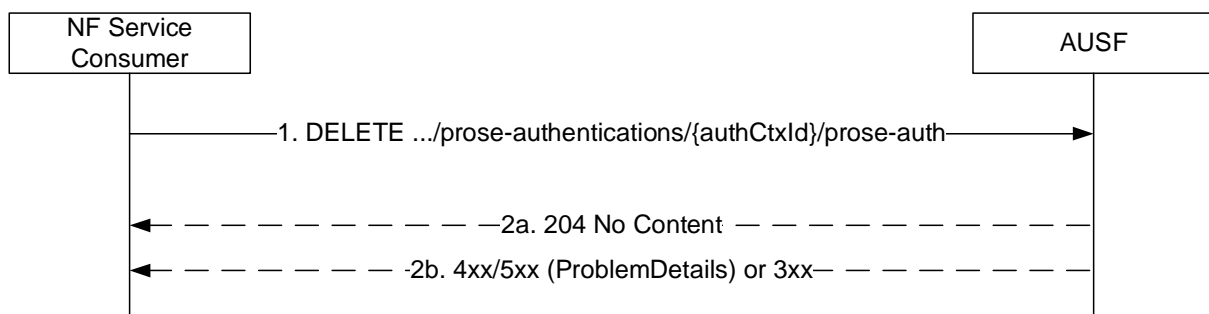 NF Service
Consumer
AUSF
1. DELETE .../prose-authentications/{authCtxId}/prose-auth
2a. 204 No Content
2b. 4xx/5xx (ProblemDetails) or 3xx